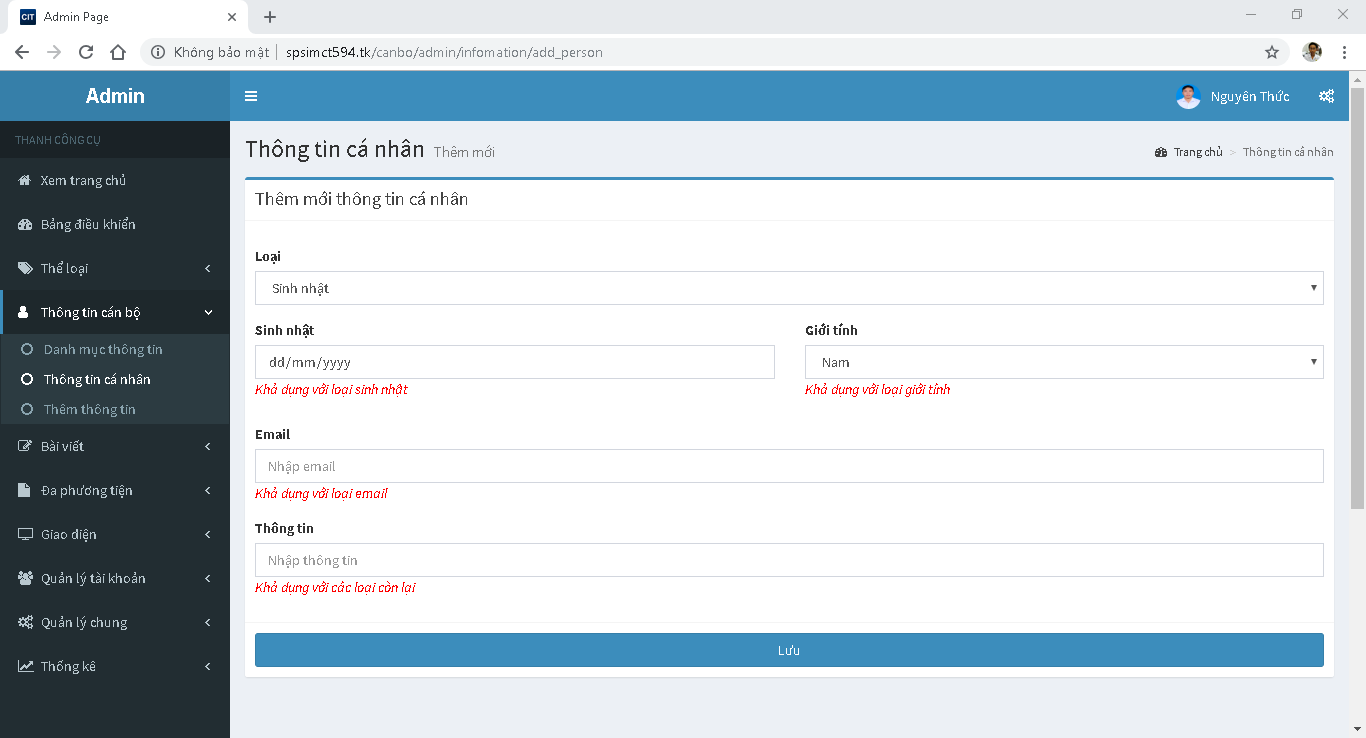 CIT Admin Page
Không bảo mật spsimct594.tk/canbo/admin/infomation/add_person
Admin
Nguyên Thức
THANH CÔNG CỤ
Xem trang chủ
Bảng điều khiển
Thể loại
Thông tin cán bộ
Danh mục thông tin
Thông tin cá nhân
Thêm thông tin
Bài viết
Đa phương tiện
Giao diện
Quản lý tài khoản
Quản lý chung
Thống kê
Thông tin cá nhân Thêm mới
Trang chủ > Thông tin cá nhân
Thêm mới thông tin cá nhân
Loại
Sinh nhật
Sinh nhật
dd/mm/yyyy
Khả dụng với loại sinh nhật
Giới tính
Nam
Khả dụng với loại giới tính
Email
Nhập email
Khả dụng với loại email
Thông tin
Nhập thông tin
Khả dụng với các loại còn lại
Lưu